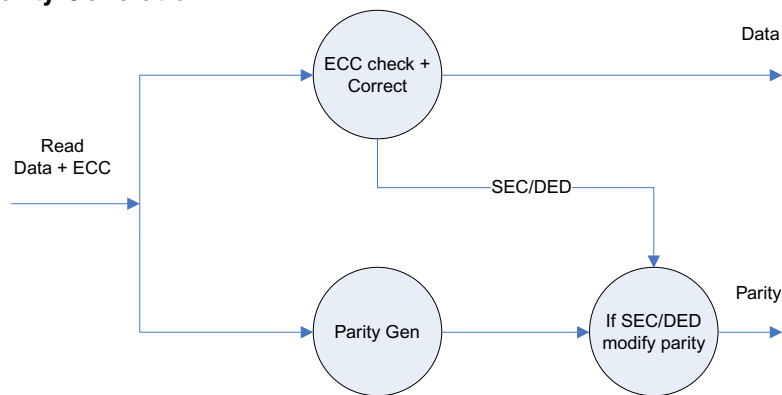 ECC check +
Correct
Data
Read
Data + ECC
SEC/DED
Parity Gen
If SEC/DED
modify parity
Parity